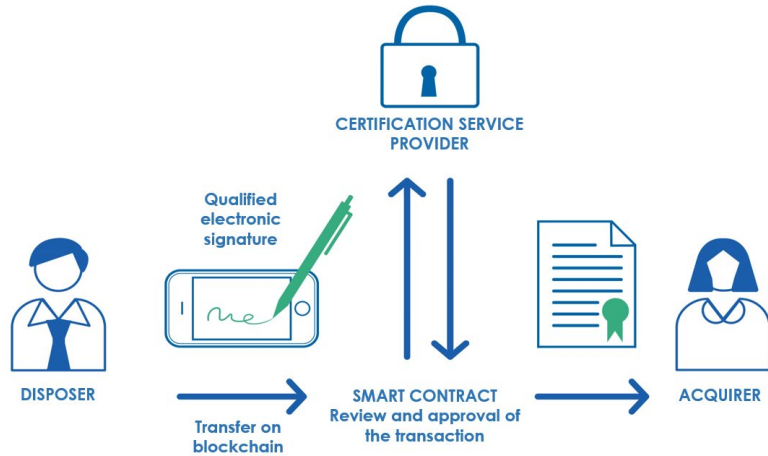 CERTIFICATION SERVICE
PROVIDER
Qualified
electronic
signature
me
DISPOSER
Transfer on
blockchain
SMART CONTRACT
Review and approval of
the transaction
ACQUIRER